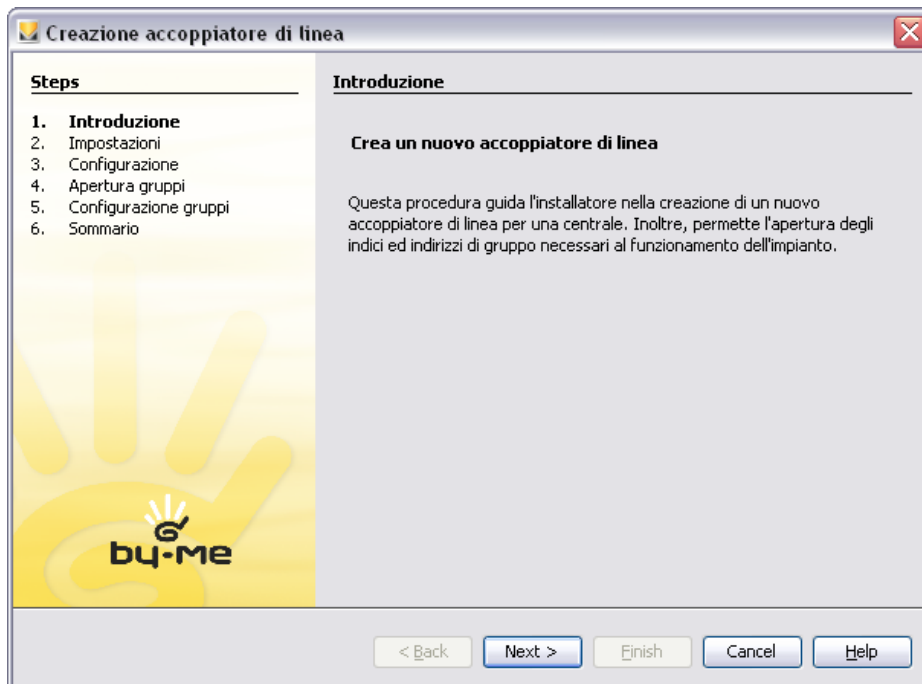 Creazione accoppiatore di linea
Steps
1. Introduzione
2. Impostazioni
3. Configurazione
4. Apertura gruppi
5. Configurazione gruppi
6. Sommario
by-me
Introduzione
Crea un nuovo accoppiatore di linea
Questa procedura guida l'installatore nella creazione di un nuovo
accoppiatore di linea per una centrale. Inoltre, permette l'apertura degli
indici ed indirizzi di gruppo necessari al funzionamento dell'impianto.
< Back
Next >
Finish
Cancel
Help